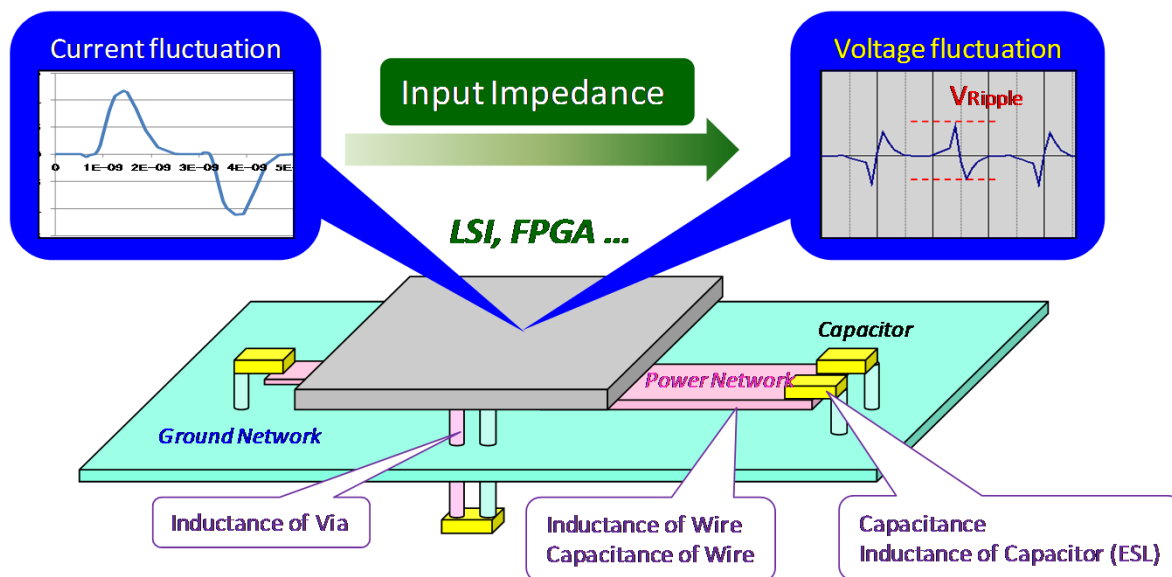 Current fluctuation
0 1E-09 2E-09 3E-09 4E-09 5E-
Input Impedance
Voltage fluctuation
VRipple
LSI, FPGA ...
Capacitor
Power Network
Ground Network
Inductance of Via
Inductance of Wire
Capacitance of Wire
Capacitance
Inductance of Capacitor (ESL)